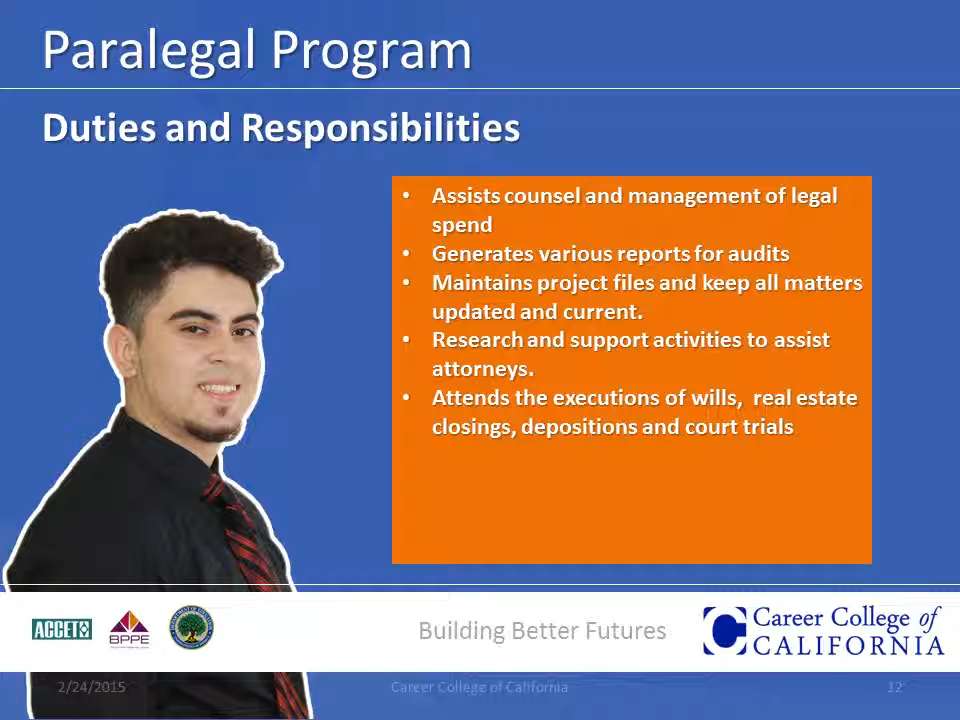 Paralegal Program
Duties and Responsibilities
• Assists counsel and management of legal
spend
• Generates various reports for audits
• Maintains project files and keep all matters
updated and current.
• Research and support activities to assist
attorneys.
• Attends the executions of wills, real estate
closings, depositions and court trials
ACCET
BPPE
Building Better Futures
Career College of
CALIFORNIA
2/24/2015
Career College of California
12